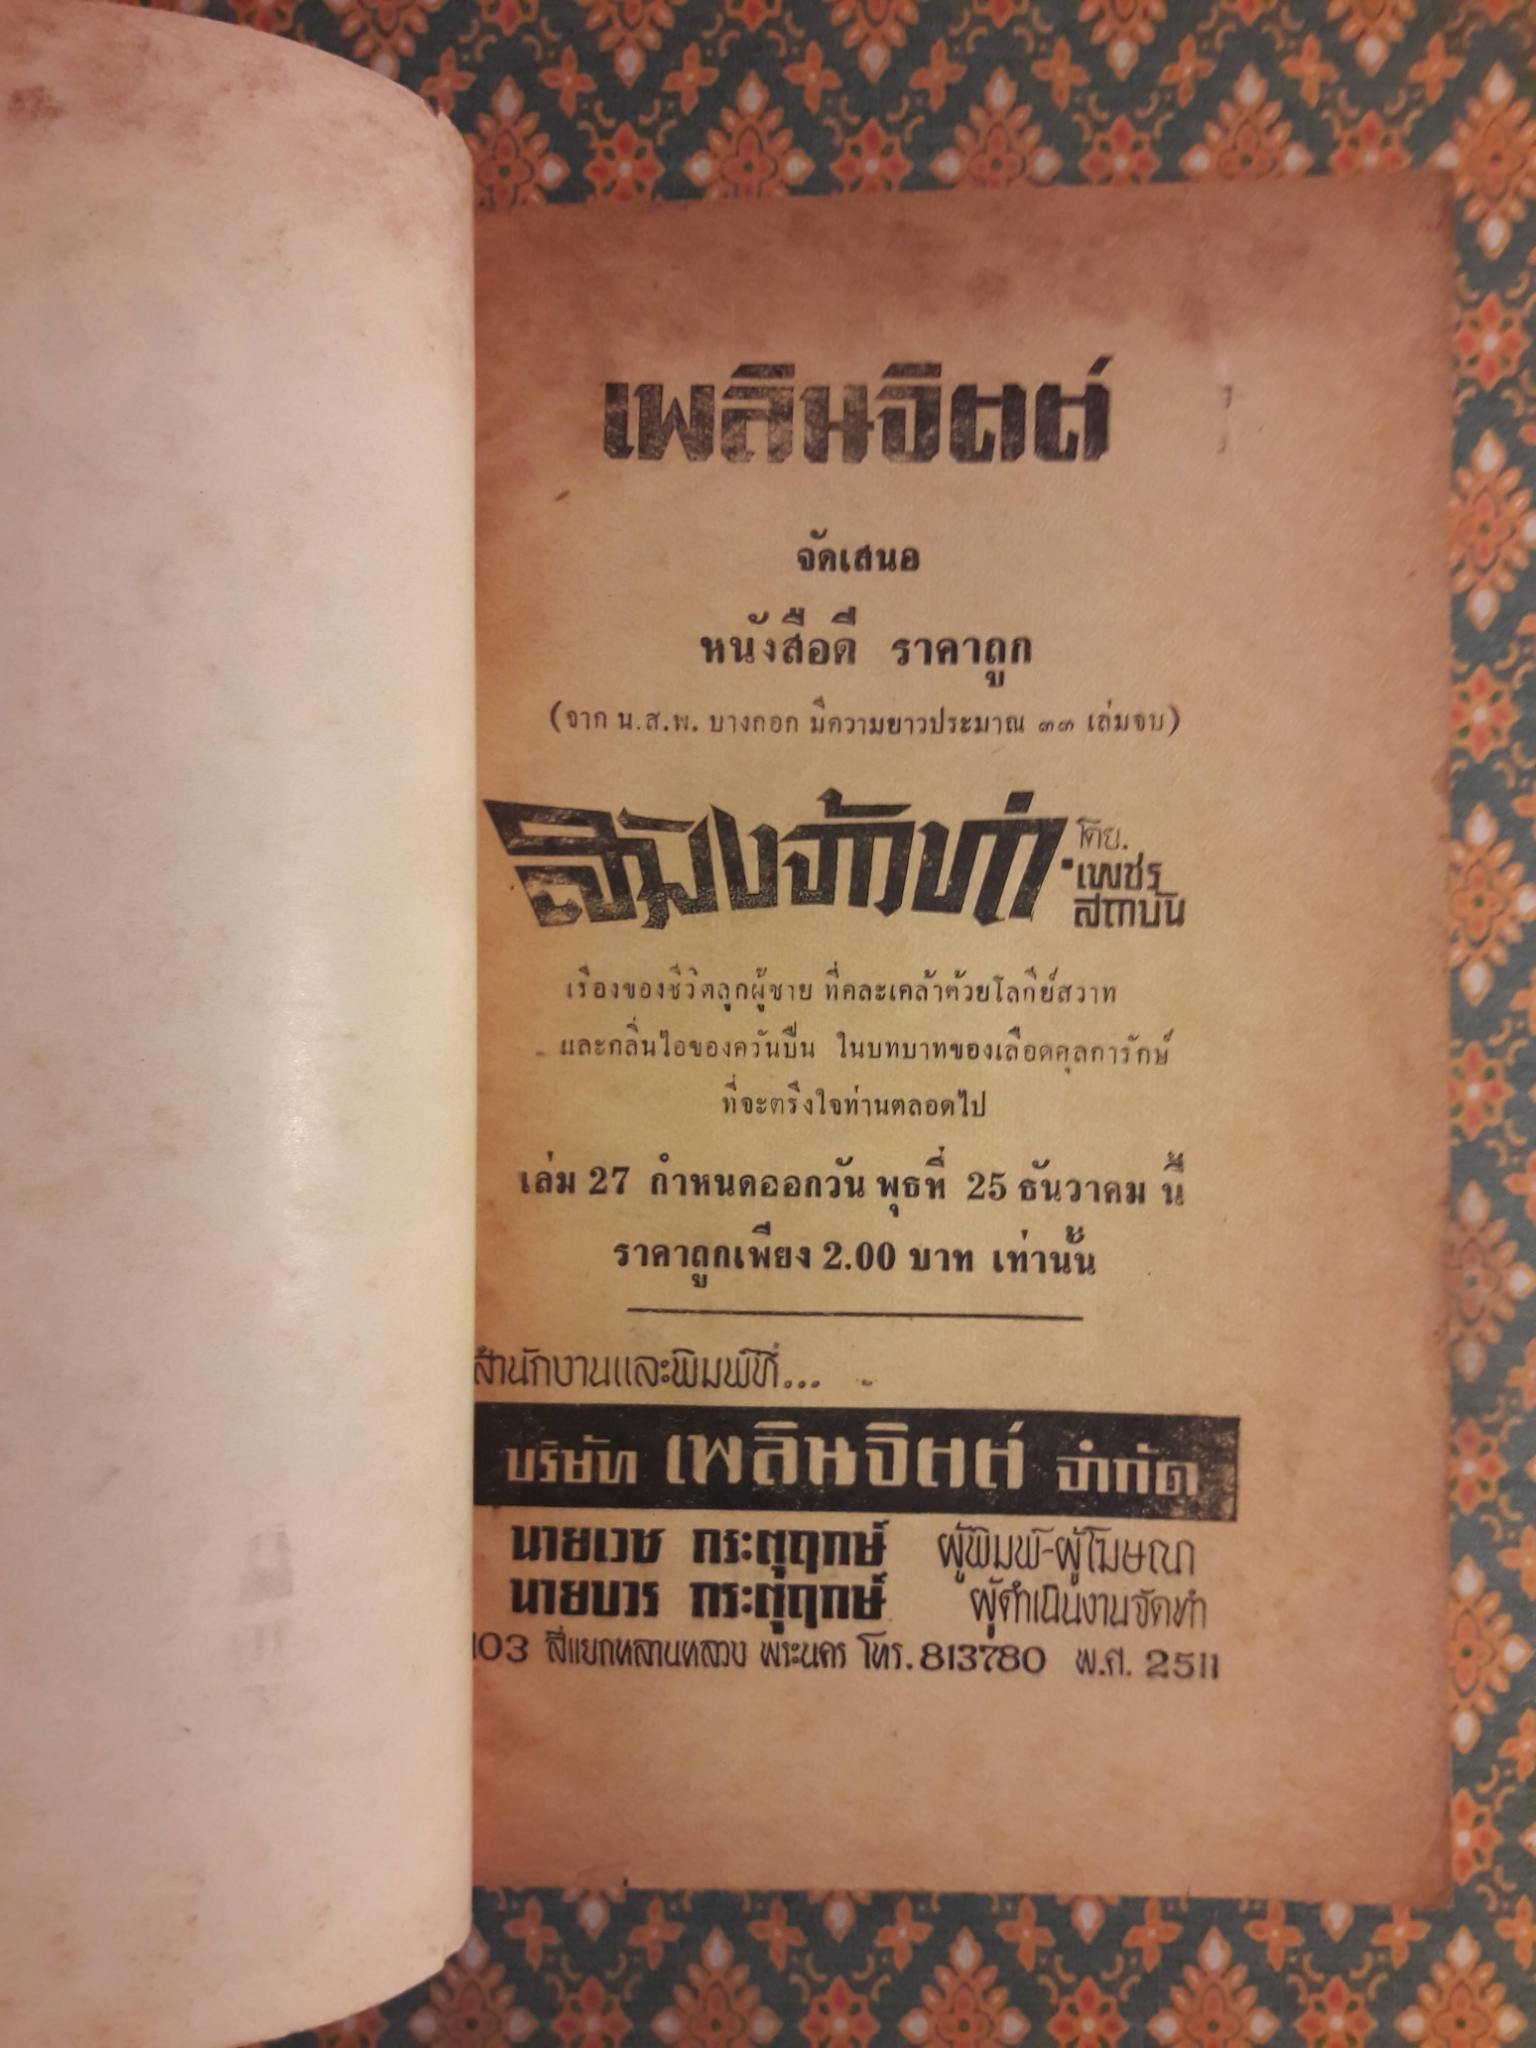 เพลินจิตต์
จัดเสนอ
หนังสือดี ราคาถูก
(จาก น.ส.พ. บางกอก มีความยาวประมาณ ๓๓ เล่มจบ)
สมิงจ้าวท่า โดย.
เพชร
สถาบัน
เรื่องของชีวิตลูกผู้ชาย ที่คละเคล้าด้วยโลกีย์สวาท
และกลิ่นไอของควันปืน ในบทบาทของเลือดศุลการักษ์
ที่จะตรึงใจท่านตลอดไป
เล่ม 27 กำหนดออกวัน พุธที่ 25 ธันวาคม นี้
ราคาถูกเพียง 2.00 บาท เท่านั้น
สำนักงานและพิมพ์ที่...
บริษัท เพลินจิตต์ จำกัด
นายเวช กระตุฤกษ์ ผู้พิมพ์-ผู้โฆษณา
นายบวร กระตุฤกษ์ ผู้ดำเนินงานจัดทำ
103 สี่แยกหลานหลวง พระนคร โทร. 813780 พ.ศ. 2511